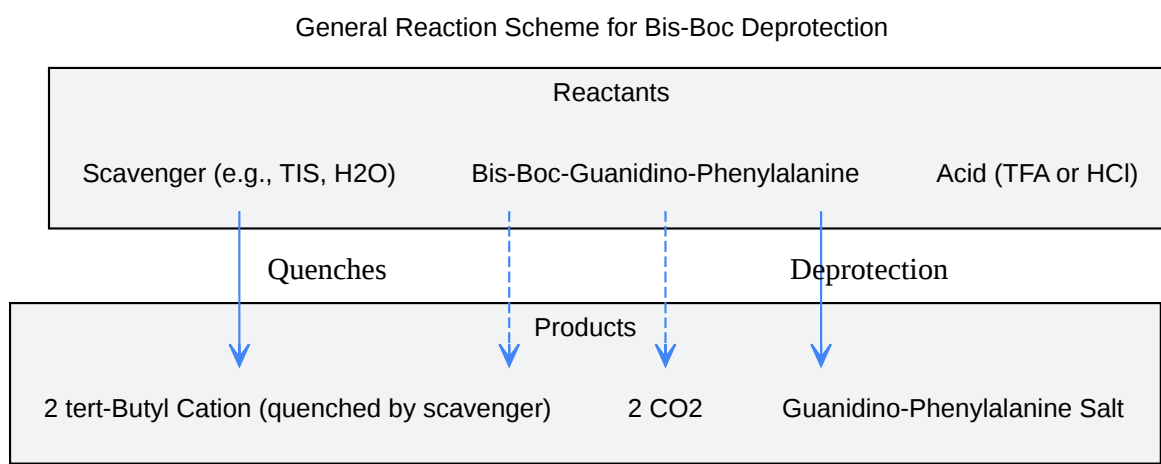 General Reaction Scheme for Bis-Boc Deprotection
Reactants
Scavenger (e.g., TIS, H2O)
Bis-Boc-Guanidino-Phenylalanine
Acid (TFA or HCl)
Quenches
Deprotection
Products
2 tert-Butyl Cation (quenched by scavenger)
2 CO2
Guanidino-Phenylalanine Salt